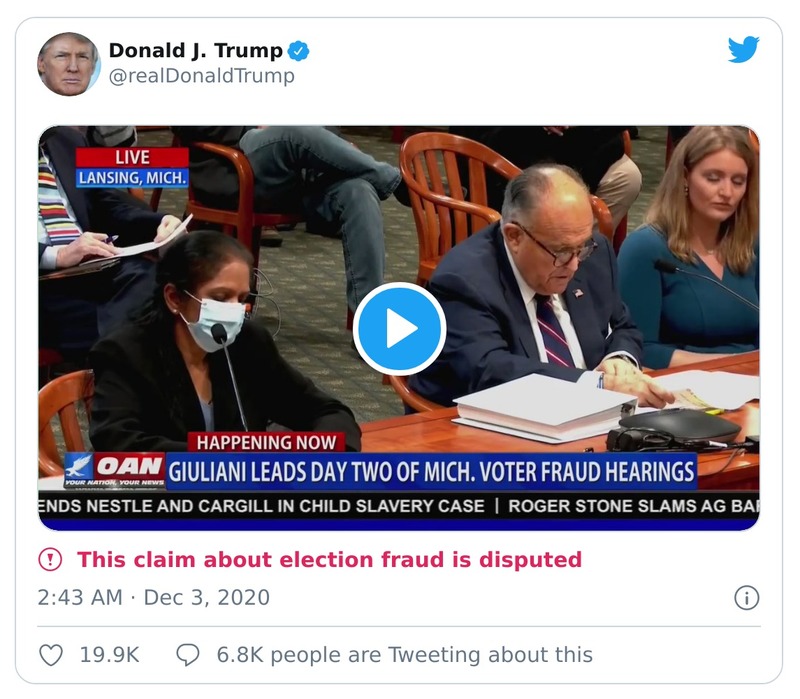 Donald J. Trump
@realDonaldTrump
LIVE
LANSING, MICH.
HAPPENING NOW
OAN
YOUR NATION. YOUR NEWS
GIULIANI LEADS DAY TWO OF MICH. VOTER FRAUD HEARINGS
ENDS NESTLE AND CARGILL IN CHILD SLAVERY CASE | ROGER STONE SLAMS AG BA
This claim about election fraud is disputed
2:43 AM · Dec 3, 2020
19.9K 6.8K people are Tweeting about this